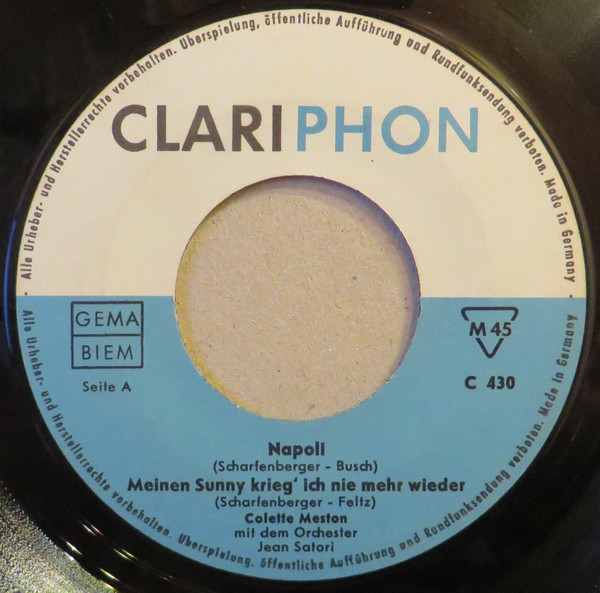 Alle Urheber- und Herstellerrechte vorbehalten. Überspielung, öffentliche Aufführung und Rundfunksendung verboten. Made in Germany
CLARIPHON
GEMA
BIEM
Seite A
M 45
C 430
Napoli
(Scharfenberger - Busch)
Meinen Sunny krieg' ich nie mehr wieder
(Scharfenberger - Feltz)
Colette Meston
mit dem Orchester
Jean Satori
Alle Urheber- und Herstellerrechte vorbehalten. Überspielung, öffentliche Aufführung und Rundfunksendung verboten. Made in Germany